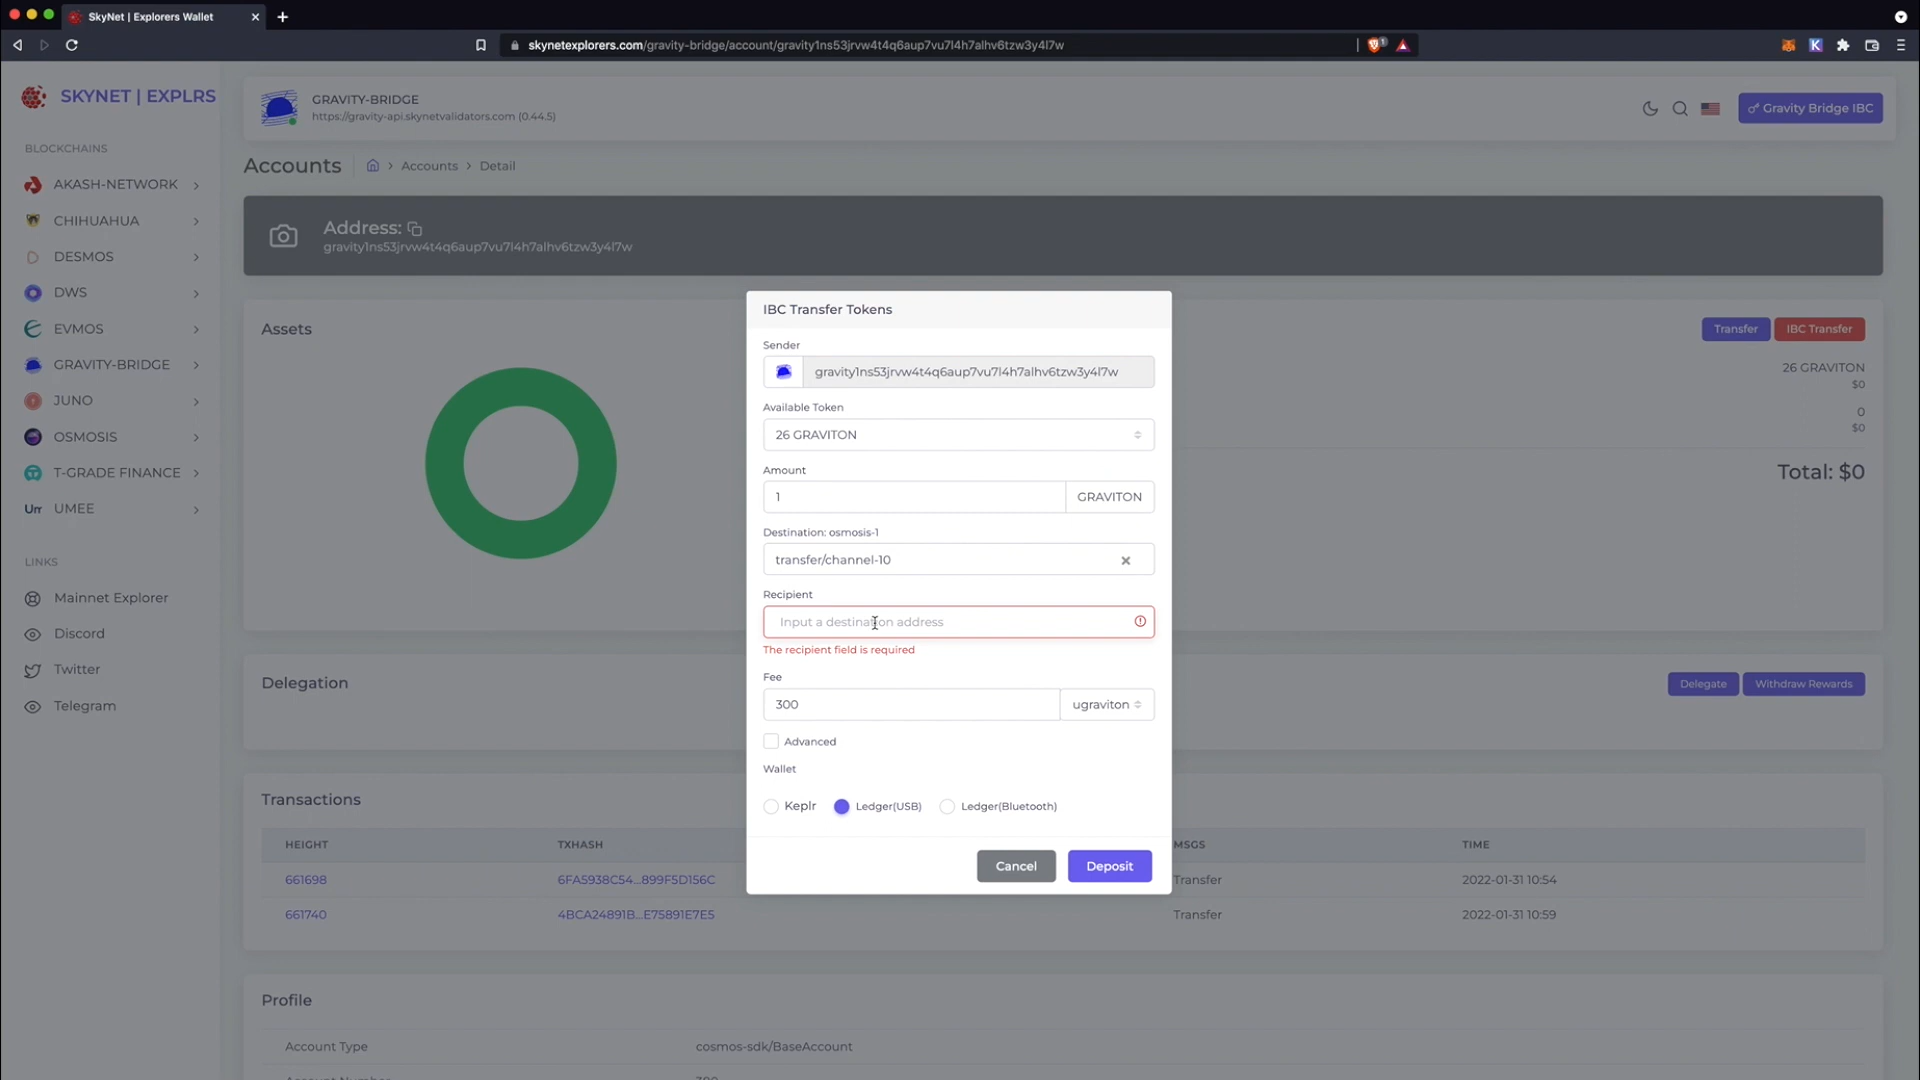 SkyNet | Explorers Wallet
skynetexplorers.com/gravity-bridge/account/gravity1ns53jrvw4t4q6aup7vu7l4h7alhv6tzw3y4l7w
SKYNET | EXPLRS
GRAVITY-BRIDGE
https://gravity-api.skynetvalidators.com (0.44.5)
Gravity Bridge IBC
BLOCKCHAINS
AKASH-NETWORK
CHIHUAHUA
DESMOS
DWS
EVMOS
GRAVITY-BRIDGE
JUNO
OSMOSIS
T-GRADE FINANCE
UMEE
LINKS
Mainnet Explorer
Discord
Twitter
Telegram
Accounts
Accounts > Detail
Address:
gravity1ns53jrvw4t4q6aup7vu7l4h7alhv6tzw3y4l7w
Assets
Transfer
IBC Transfer
26 GRAVITON
$0
0
$0
Total: $0
IBC Transfer Tokens
Sender
gravity1ns53jrvw4t4q6aup7vu7l4h7alhv6tzw3y4l7w
Available Token
26 GRAVITON
Amount
1 GRAVITON
Destination: osmosis-1
transfer/channel-10
Recipient
Input a destination address
The recipient field is required
Fee
300 ugraviton
Advanced
Wallet
Keplr Ledger(USB) Ledger(Bluetooth)
Cancel Deposit
Delegation
Delegate
Withdraw Rewards
Transactions
HEIGHT TXHASH MSGS TIME
661698 6FA5938C54...899F5D156C Transfer 2022-01-31 10:54
661740 4BCA24891B...E75891E7E5 Transfer 2022-01-31 10:59
Profile
Account Type cosmos-sdk/BaseAccount